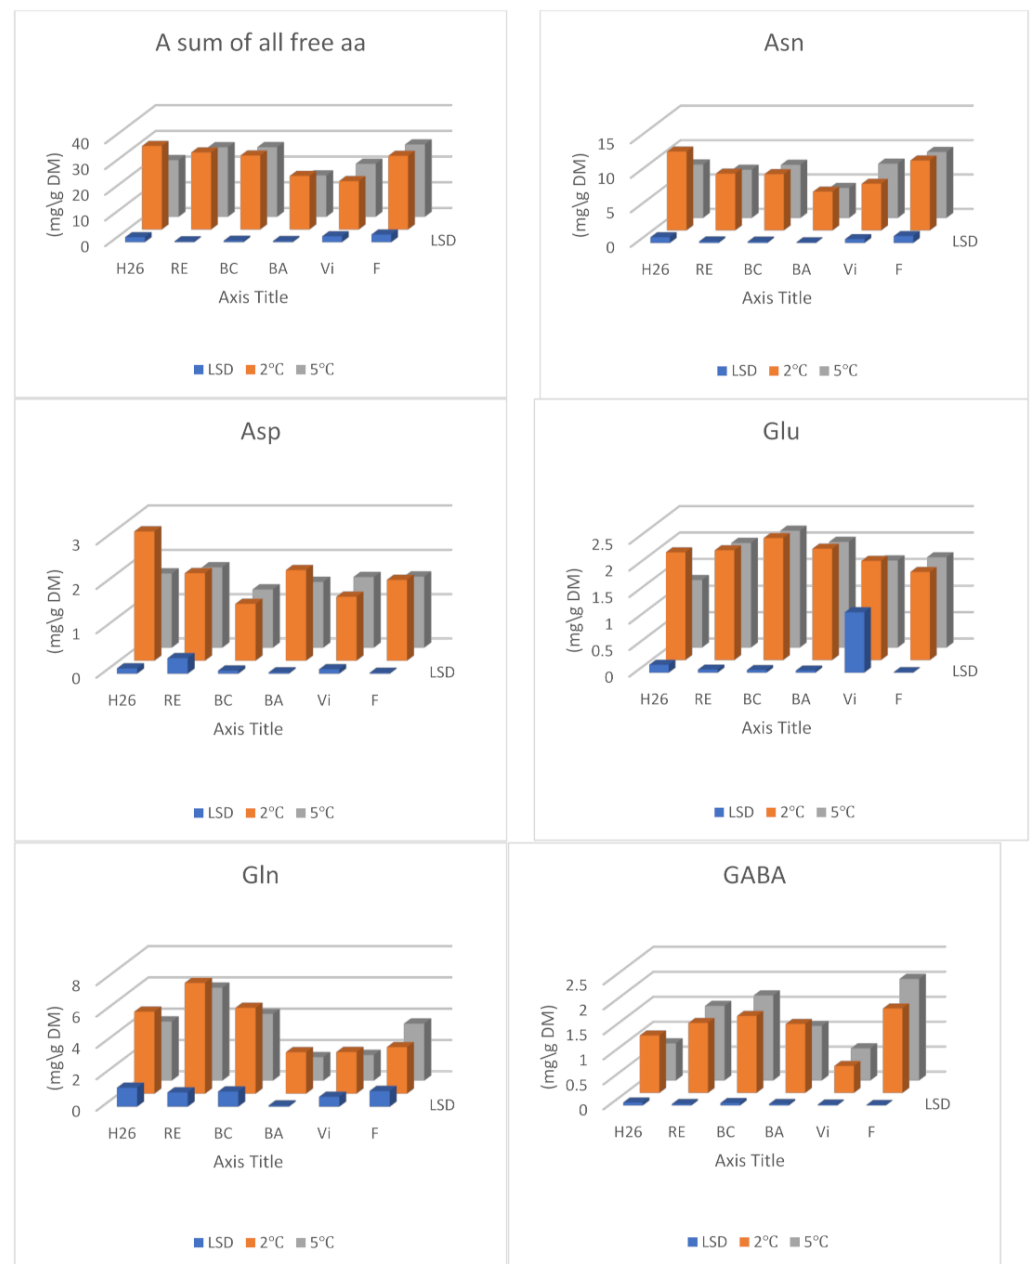 A sum of all free aa
40
30
20
10
0
(mg\g DM)
LSD
H26 RE BC BA Vi F
Axis Title
LSD 2°C 5°C
Asn
15
10
5
0
(mg\g DM)
LSD
H26 RE BC BA Vi F
Axis Title
LSD 2°C 5°C
Asp
3
2
1
0
(mg\g DM)
LSD
H26 RE BC BA Vi F
Axis Title
LSD 2°C 5°C
Glu
2.5
2
1.5
1
0.5
0
(mg\g DM)
LSD
H26 RE BC BA Vi F
Axis Title
LSD 2°C 5°C
Gln
8
6
4
2
0
(mg\g DM)
LSD
H26 RE BC BA Vi F
Axis Title
LSD 2°C 5°C
GABA
2.5
2
1.5
1
0.5
0
(mg\g DM)
LSD
H26 RE BC BA Vi F
Axis Title
LSD 2°C 5°C